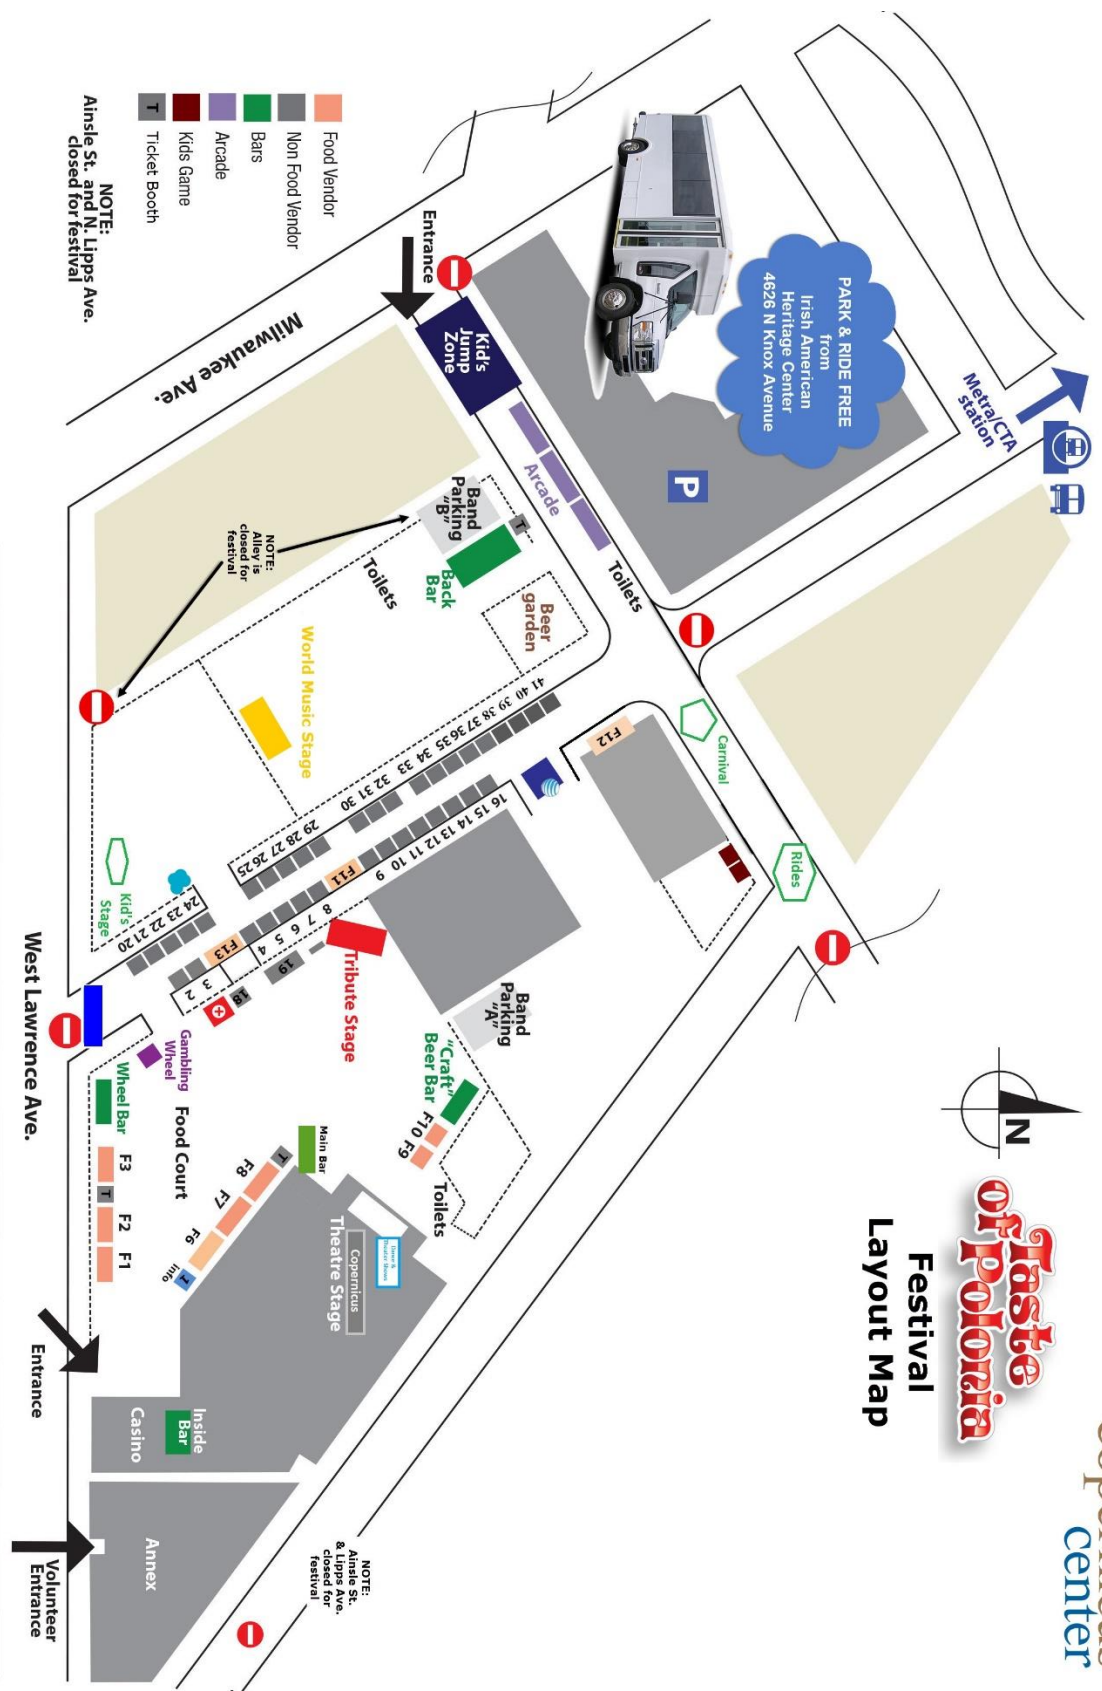 Copernicus
Center
Taste
of Polonia
Festival
Layout Map
N
Metra/CTA
station
PARK & RIDE FREE
from
Irish American
Heritage Center
4626 N Knox Avenue
P
Food Vendor
Non Food Vendor
Bars
Arcade
Kids Game
T Ticket Booth
NOTE:
Ainsle St. and N. Lipps Ave.
closed for festival
Entrance
Milwaukee Ave.
Kid's
Jump
Zone
Arcade
Toilets
Band
Parking
"B"
T
Back
Bar
Beer
garden
Toilets
NOTE:
Alley is
closed for
festival
World Music Stage
Carnival
Rides
F12
41 40 39 38 37 36 35 34 33 32 31 30 29 28 27 26 25
24 23 22 21 20
16 15 14 13 12 11 10 9
F11
8 7 6 5 4
F13
3 2
19
18
Kid's
Stage
Tribute Stage
Band
Parking
"A"
"Craft"
Beer Bar
F10 F9
Toilets
Gambling
Wheel
Wheel Bar
Food Court
Main Bar
T
F8
F7
F6
1
Info
F3
T
F2
F1
Dance &
Theater Shows
Copernicus
Theatre Stage
West Lawrence Ave.
Entrance
Inside
Bar
Casino
Annex
Volunteer
Entrance
NOTE:
Ainsle St.
& Lipps Ave.
closed for
festival